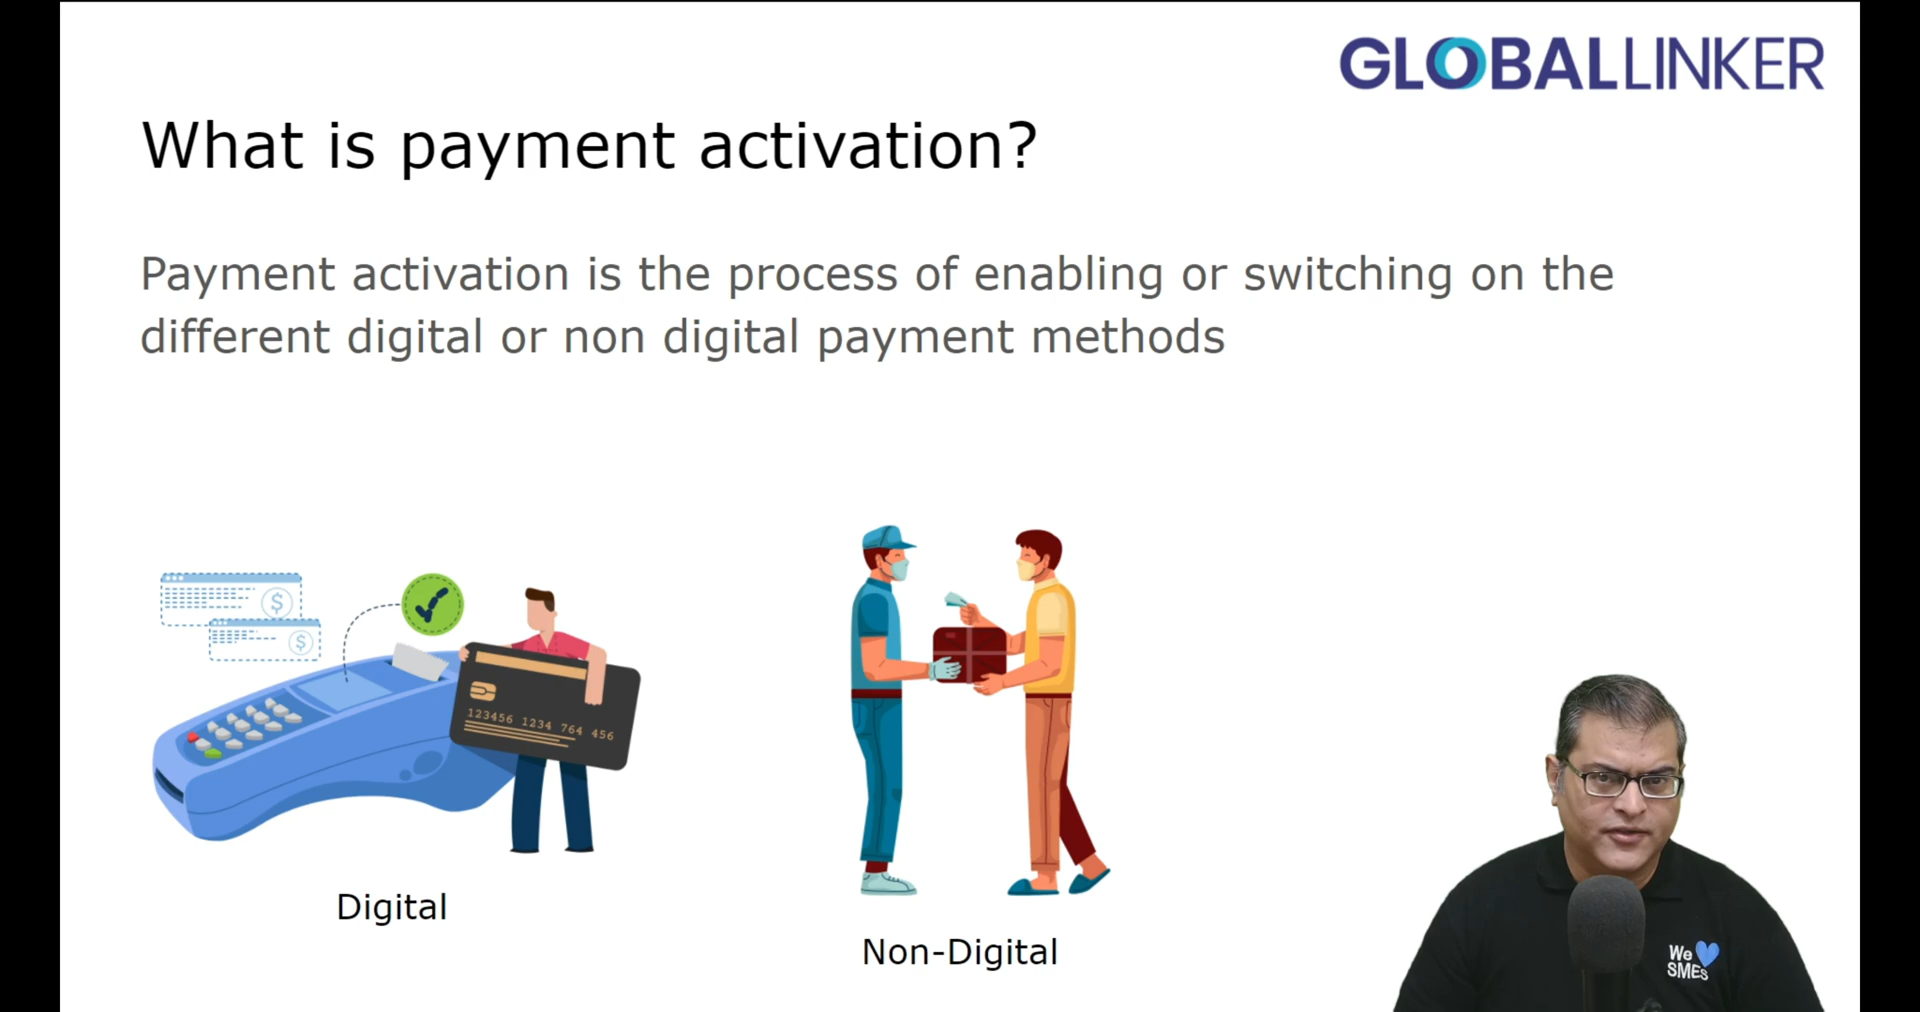 GLOBALLINKER
What is payment activation?
Payment activation is the process of enabling or switching on the
different digital or non digital payment methods
$
$
123456 1234 764 456
Digital
Non-Digital
We
SMEs